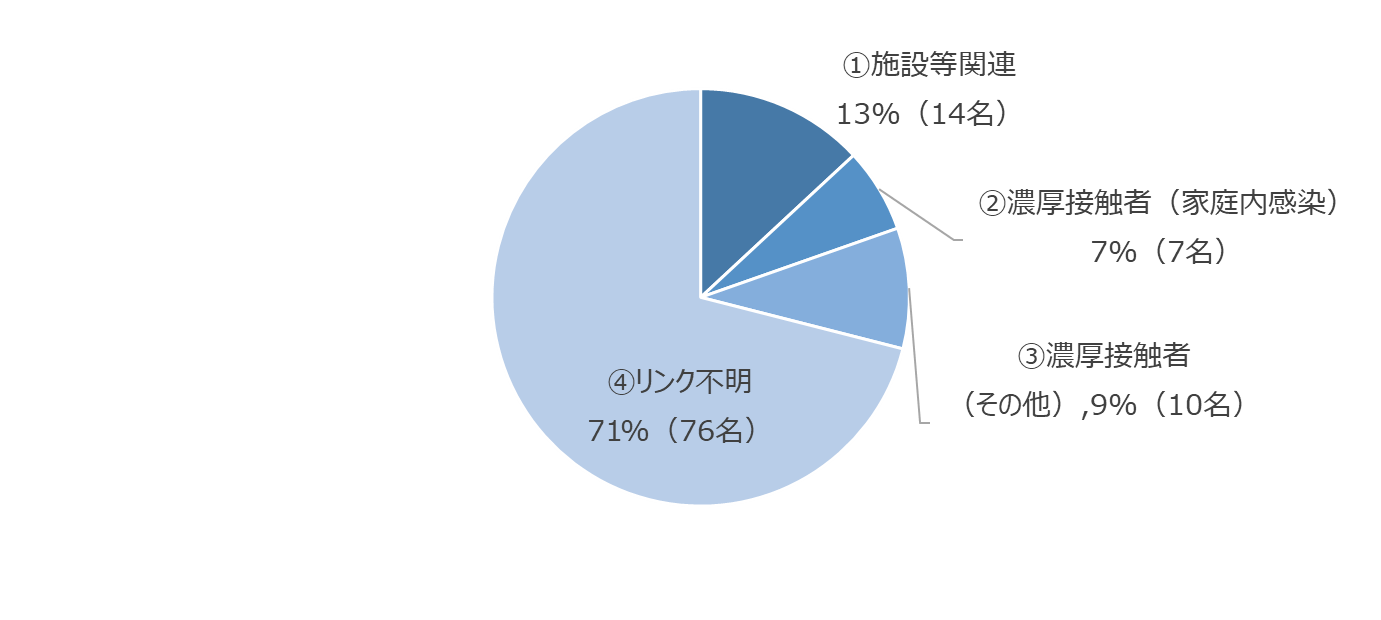 ①施設等関連
13%（14名）
②濃厚接触者（家庭内感染）
7%（7名）
③濃厚接触者
（その他）,9%（10名）
④リンク不明
71%（76名）